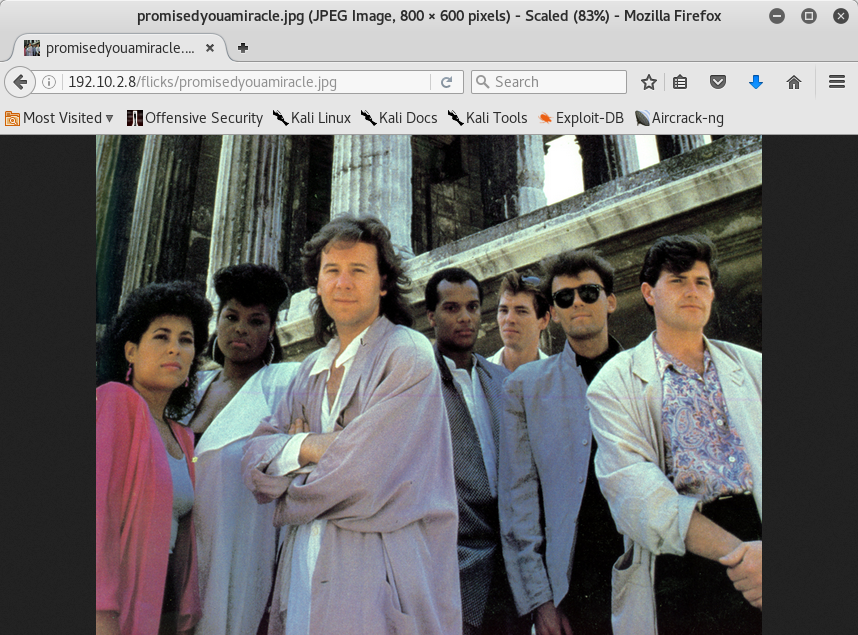 promisedyouamiracle.jpg (JPEG Image, 800 × 600 pixels) - Scaled (83%) - Mozilla Firefox
promisedyouamiracle....
192.10.2.8/flicks/promisedyouamiracle.jpg Search
Most Visited Offensive Security Kali Linux Kali Docs Kali Tools Exploit-DB Aircrack-ng